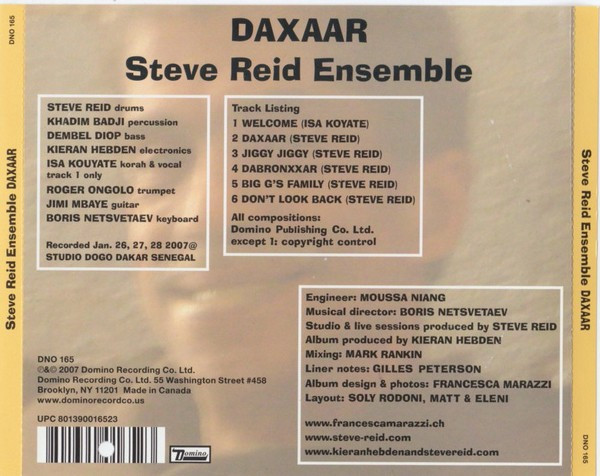 DAXAAR
Steve Reid Ensemble
STEVE REID drums
KHADIM BADJI percussion
DEMBEL DIOP bass
KIERAN HEBDEN electronics
ISA KOUYATE korah & vocal
track 1 only
ROGER ONGOLO trumpet
JIMI MBAYE guitar
BORIS NETSVETAEV keyboard
Recorded Jan. 26, 27, 28 2007@
STUDIO DOGO DAKAR SENEGAL
Track Listing
1 WELCOME (ISA KOYATE)
2 DAXAAR (STEVE REID)
3 JIGGY JIGGY (STEVE REID)
4 DABRONXXAR (STEVE REID)
5 BIG G'S FAMILY (STEVE REID)
6 DON'T LOOK BACK (STEVE REID)
All compositions:
Domino Publishing Co. Ltd.
except 1: copyright control
Engineer: MOUSSA NIANG
Musical director: BORIS NETSVETAEV
Studio & live sessions produced by STEVE REID
Album produced by KIERAN HEBDEN
Mixing: MARK RANKIN
Liner notes: GILLES PETERSON
Album design & photos: FRANCESCA MARAZZI
Layout: SOLY RODONI, MATT & ELENI
www.francescamarazzi.ch
www.steve-reid.com
www.kieranhebdenandstevereid.com
DNO 165
℗&© 2007 Domino Recording Co. Ltd.
Domino Recording Co. Ltd. 55 Washington Street #458
Brooklyn, NY 11201 Made in Canada
www.dominorecordco.us
UPC 801390016523
Domino
DNO 165
Steve Reid Ensemble DAXAAR
Steve Reid Ensemble DAXAAR
DNO 165